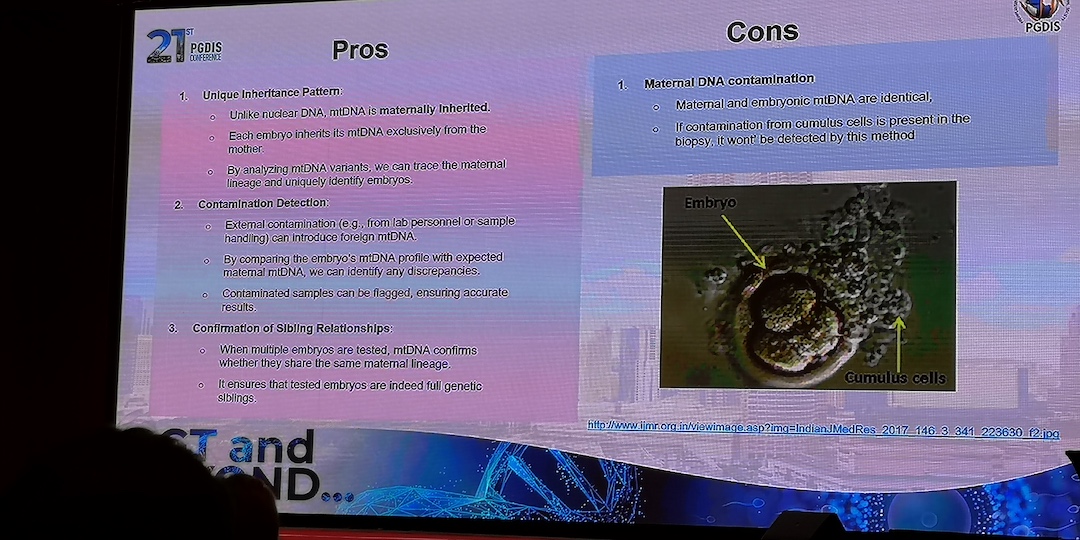 21ST
PGDIS
CONFERENCE
Pros
1. Unique Inheritance Pattern:
Unlike nuclear DNA, mtDNA is maternally inherited.
Each embryo inherits its mtDNA exclusively from the
mother.
By analyzing mtDNA variants, we can trace the maternal
lineage and uniquely identify embryos.
2. Contamination Detection:
External contamination (e.g., from lab personnel or sample
handling) can introduce foreign mtDNA.
By comparing the embryo's mtDNA profile with expected
maternal mtDNA, we can identify any discrepancies.
Contaminated samples can be flagged, ensuring accurate
results.
3. Confirmation of Sibling Relationships:
When multiple embryos are tested, mtDNA confirms
whether they share the same maternal lineage.
It ensures that tested embryos are indeed full genetic
siblings.
Cons
PGDIS
1. Maternal DNA contamination
Maternal and embryonic mtDNA are identical,
If contamination from cumulus cells is present in the
biopsy, it wont' be detected by this method
Embryo
Cumulus cells
http://www.ijmr.org.in/viewimage.asp?img=IndianJMedRes_2017_146_3_341_223630_f2.jpg
T and
ND...